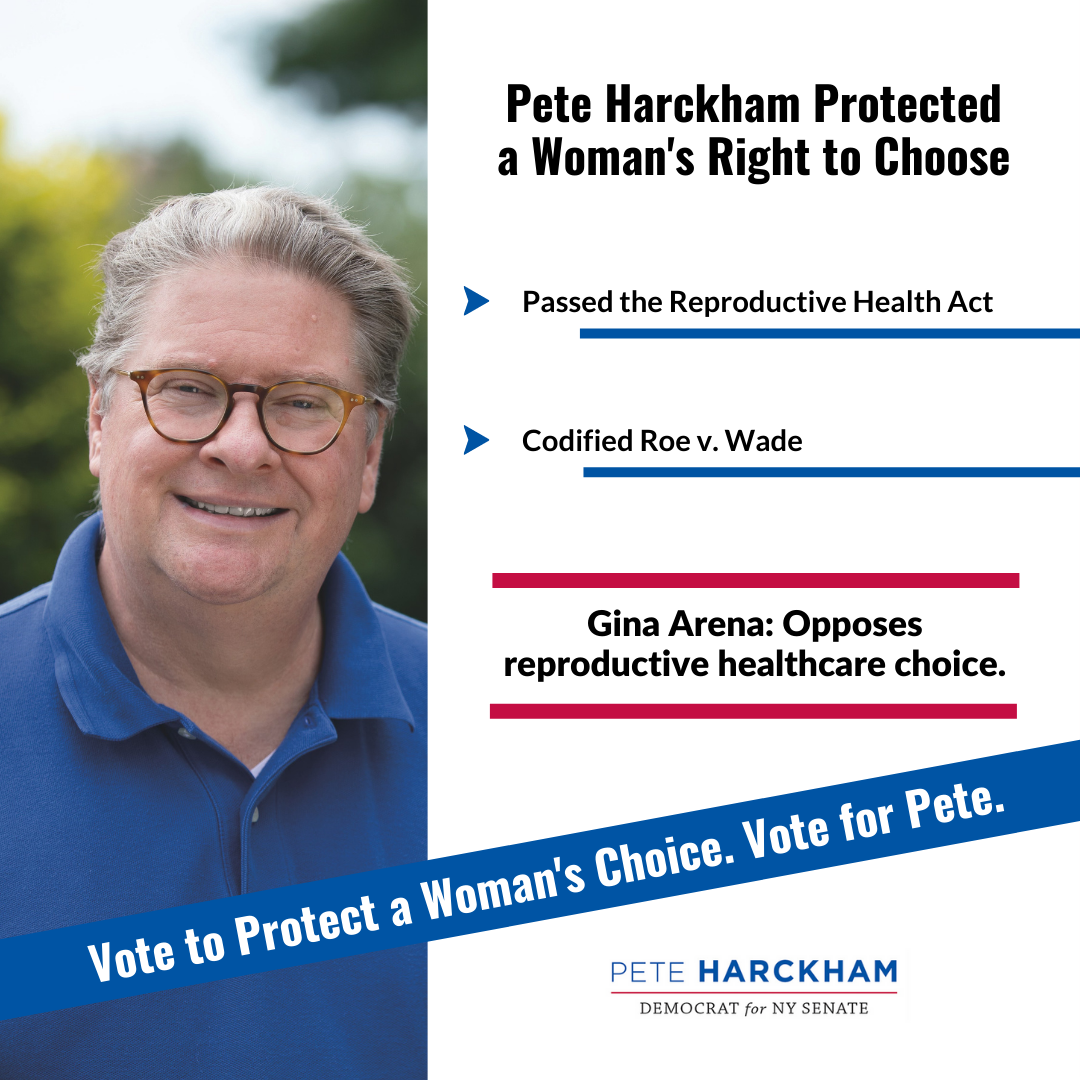 Pete Harckham Protected
a Woman's Right to Choose
Passed the Reproductive Health Act
Codified Roe v. Wade
Gina Arena: Opposes
reproductive healthcare choice.
Vote to Protect a Woman's Choice. Vote for Pete.
PETE HARCKHAM
DEMOCRAT for NY SENATE